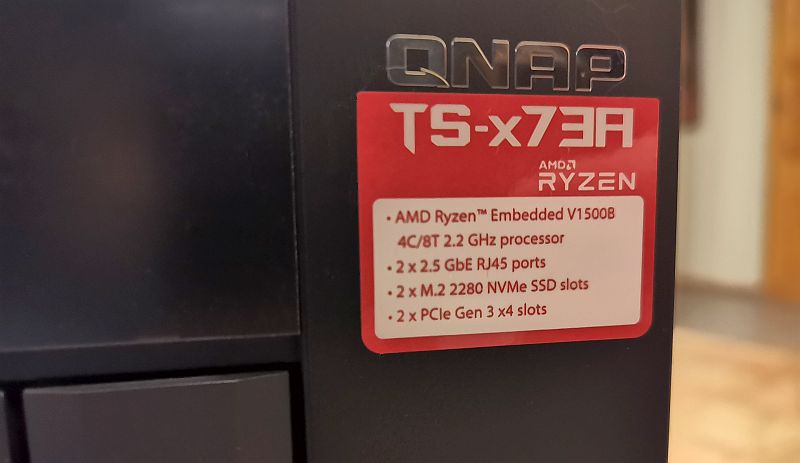 QNAP
TS-x73A
AMD
RYZEN
• AMD Ryzen™ Embedded V1500B
4C/8T 2.2 GHz processor
• 2 x 2.5 GbE RJ45 ports
• 2 x M.2 2280 NVMe SSD slots
• 2 x PCIe Gen 3 x4 slots